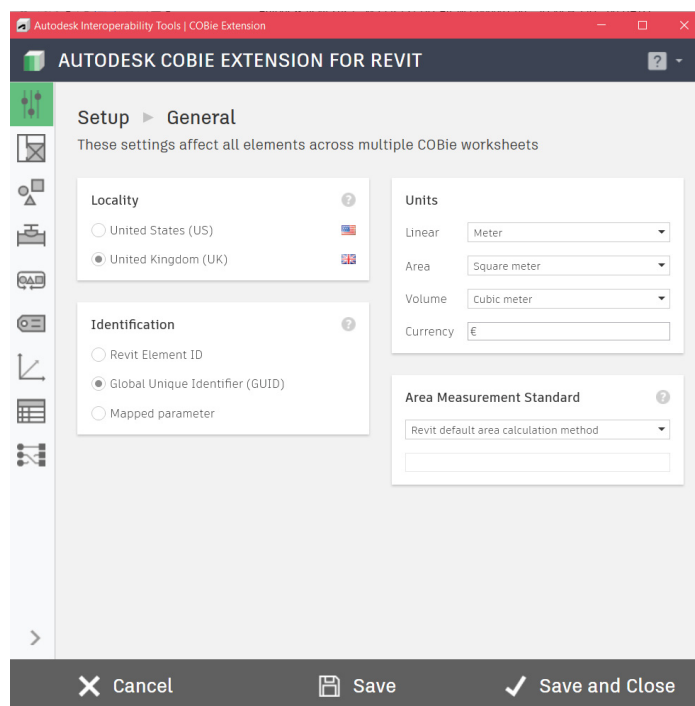 Autodesk Interoperability Tools | COBie Extension
AUTODESK COBIE EXTENSION FOR REVIT
?
Setup General
These settings affect all elements across multiple COBie worksheets
Locality
?
United States (US)
United Kingdom (UK)
Identification
?
Revit Element ID
Global Unique Identifier (GUID)
Mapped parameter
Units
Linear Meter
Area Square meter
Volume Cubic meter
Currency €
Area Measurement Standard
?
Revit default area calculation method
Cancel
Save
Save and Close